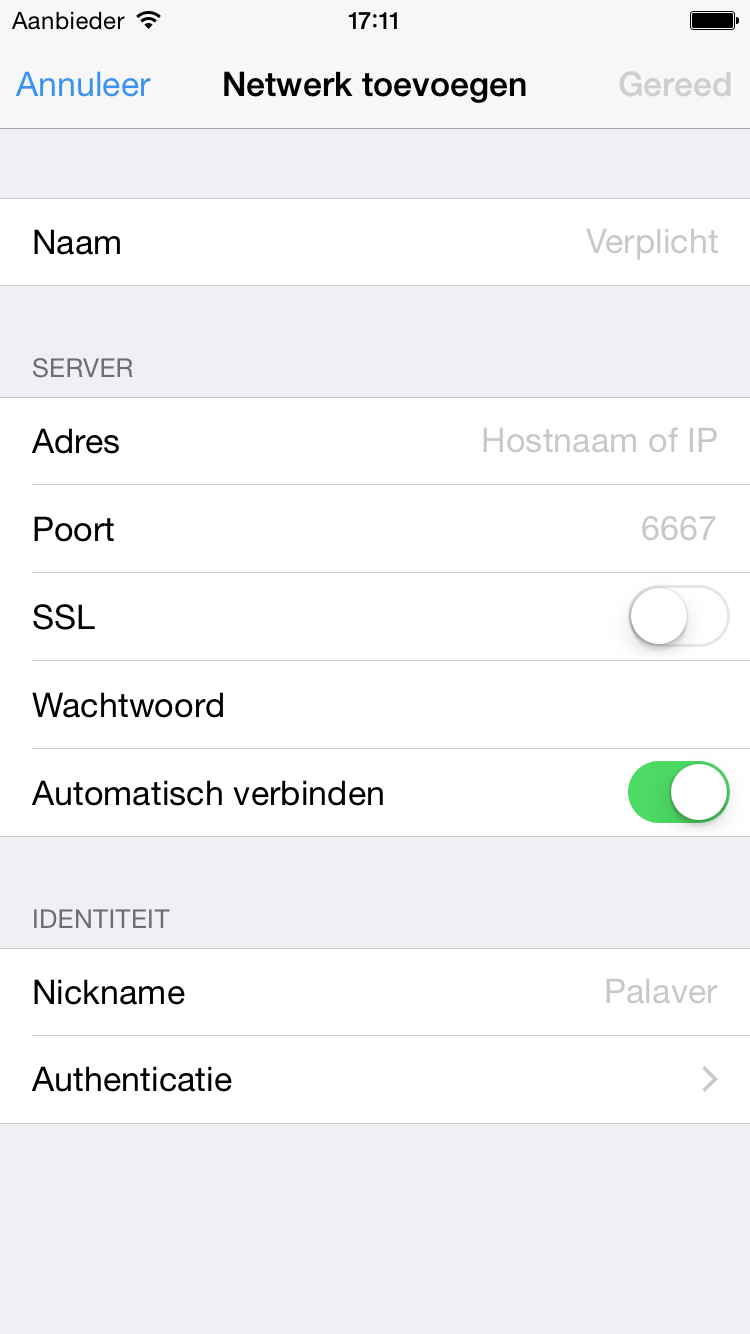 Aanbieder 17:11
Annuleer Netwerk toevoegen Gereed
Naam Verplicht
SERVER
Adres Hostnaam of IP
Poort 6667
SSL
Wachtwoord
Automatisch verbinden
IDENTITEIT
Nickname Palaver
Authenticatie